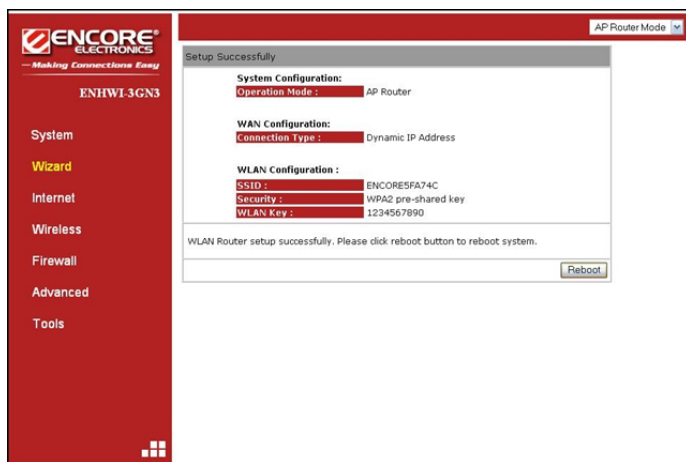 AP Router Mode
ENCORE®
ELECTRONICS
Making Connections Easy
ENHWI-3GN3
System
Wizard
Internet
Wireless
Firewall
Advanced
Tools
Setup Successfully
System Configuration:
Operation Mode : AP Router
WAN Configuration:
Connection Type : Dynamic IP Address
WLAN Configuration :
SSID : ENCORE5FA74C
Security : WPA2 pre-shared key
WLAN Key : 1234567890
WLAN Router setup successfully. Please click reboot button to reboot system.
Reboot